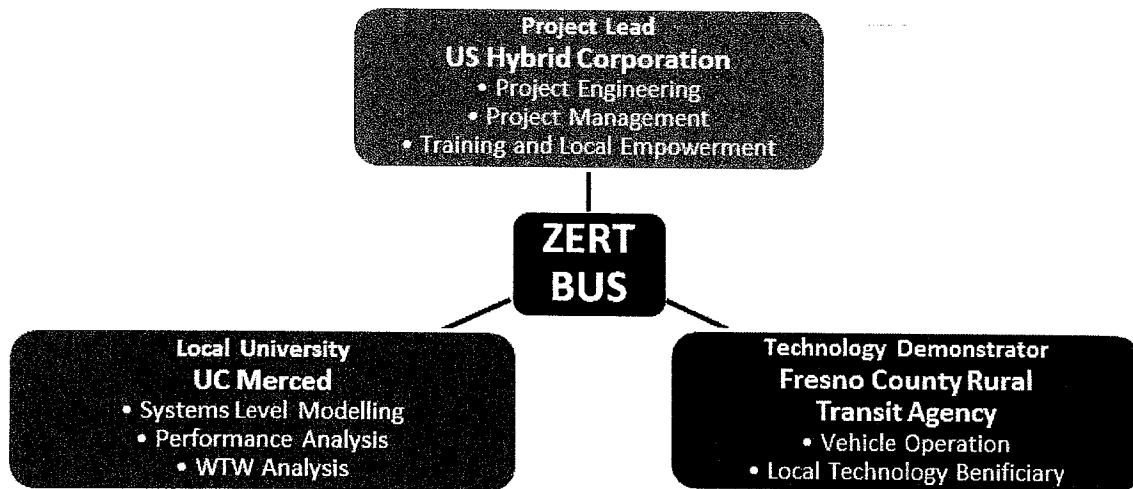 Project Lead
US Hybrid Corporation
• Project Engineering
• Project Management
• Training and Local Empowerment
ZERT
BUS
Local University
UC Merced
• Systems Level Modelling
• Performance Analysis
• WTW Analysis
Technology Demonstrator
Fresno County Rural
Transit Agency
• Vehicle Operation
• Local Technology Benificiary